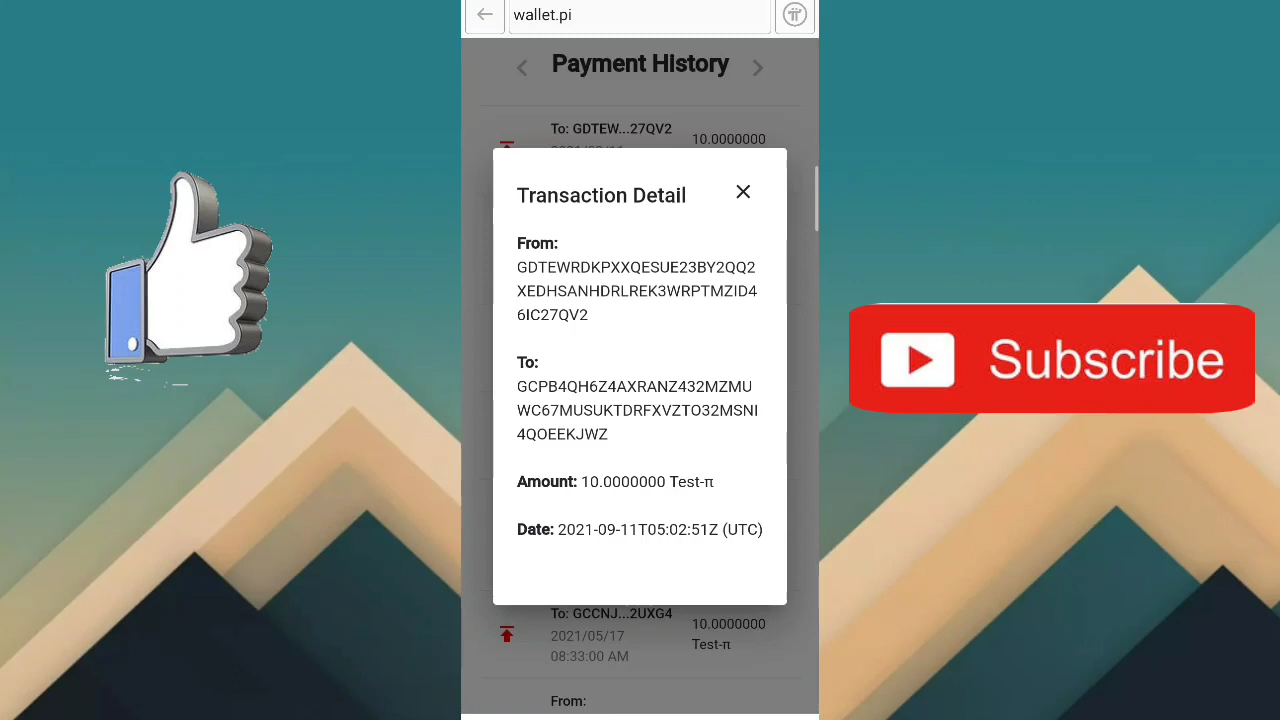 wallet.pi
Payment History
To: GDTEW...27QV2
10.0000000
Transaction Detail
From:
GDTEWRDKPXXQESUE23BY2QQ2
XEDHSANHDRLREK3WRPTMZID4
6IC27QV2
To:
GCPB4QH6Z4AXRANZ432MZMU
WC67MUSUKTDRFXVZTO32MSNI
4QOEEKJWZ
Amount: 10.0000000 Test-π
Date: 2021-09-11T05:02:51Z (UTC)
Subscribe
To: GCCNJ...2UXG4
10.0000000
2021/05/17
Test-π
08:33:00 AM
From: